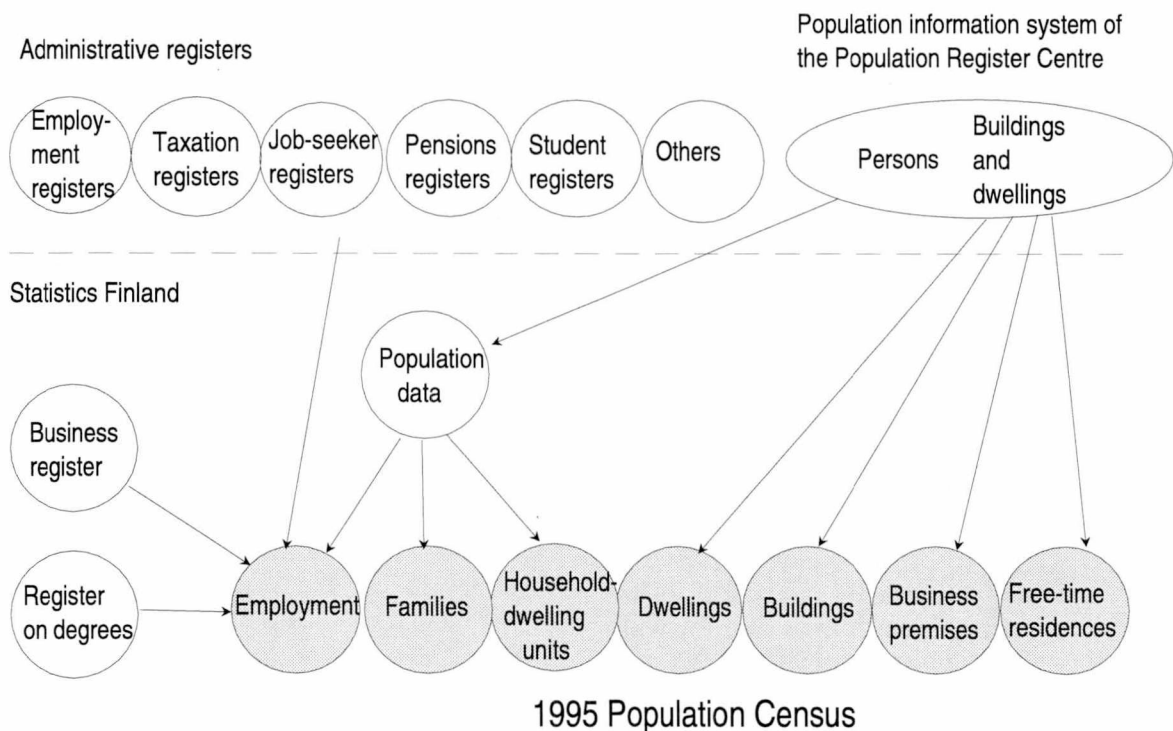 Administrative registers
Population information system of
the Population Register Centre
Employ-
ment
registers
Taxation
registers
Job-seeker
registers
Pensions
registers
Student
registers
Others
Persons
Buildings
and
dwellings
Statistics Finland
Population
data
Business
register
Register
on degrees
Employment
Families
Household-
dwelling
units
Dwellings
Buildings
Business
premises
Free-time
residences
1995 Population Census